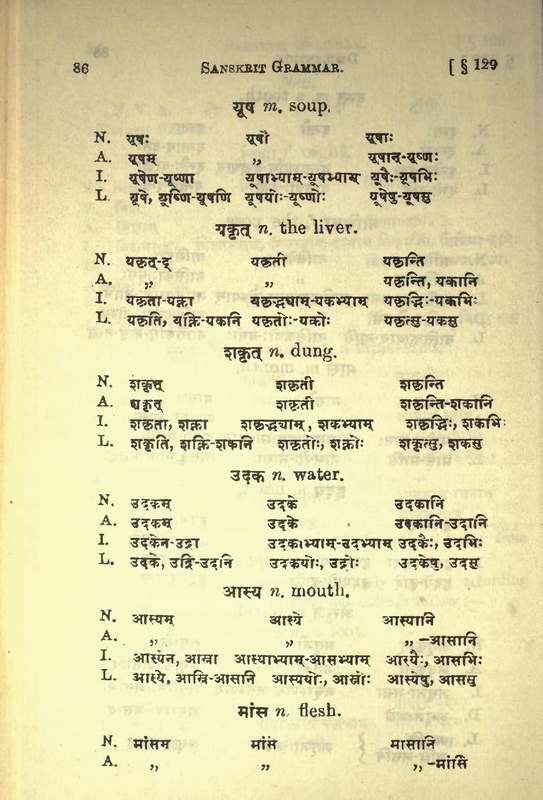 86 SANSKRIT GRAMMAR. [ § 129
यूष m. soup.
N. यूषः यूषौ यूषाः
A. यूषम् ,, यूषान्-यूष्णः
I. यूषेण-यूष्णा यूषाभ्याम्-यूषभ्याम् यूषैः-यूषभिः
L. यूषे, यूष्णि-यूषणि यूषयोः-यूष्णोः यूषेषु-यूषसु
यकृत् n. the liver.
N. यकृत्-द् यकृती यकृन्ति
A. ,, ,, यकृन्ति, यकानि
I. यकृता-यक्ना यकृद्भ्याम्-यकभ्याम् यकृद्भिः-यकभिः
L. यकृति, यक्नि-यकनि यकृतोः-यक्नोः यकृत्सु-यकसु
शकृत् n. dung.
N. शकृत् शकृती शकृन्ति
A. शकृत् शकृती शकृन्ति-शकानि
I. शकृता, शक्ना शकृद्भ्याम्, शकभ्याम् शकृद्भिः, शकभिः
L. शकृति, शक्नि-शकनि शकृतोः, शक्नोः शकृत्सु, शकसु
उदक n. water.
N. उदकम् उदके उदकानि
A. उदकम् उदके उदकानि-उदानि
I. उदकेन-उद्ना उदकाभ्याम्-उदभ्याम् उदकैः, उदभिः
L. उदके, उद्नि-उदनि उदकयोः, उद्नोः उदकेषु, उदसु
आस्य n. mouth.
N. आस्यम् आस्ये आस्यानि
A. ,, ,, ,, -आसानि
I. आस्येन, आस्ना आस्याभ्याम्-आसभ्याम् आस्यैः, आसभिः
L. आस्ये, आस्नि-आसनि आस्ययोः, आस्नोः आस्येषु, आससु
मांस n. flesh.
N. मांसम् मांसे मांसानि
A. ,, ,, ,, -मांसि